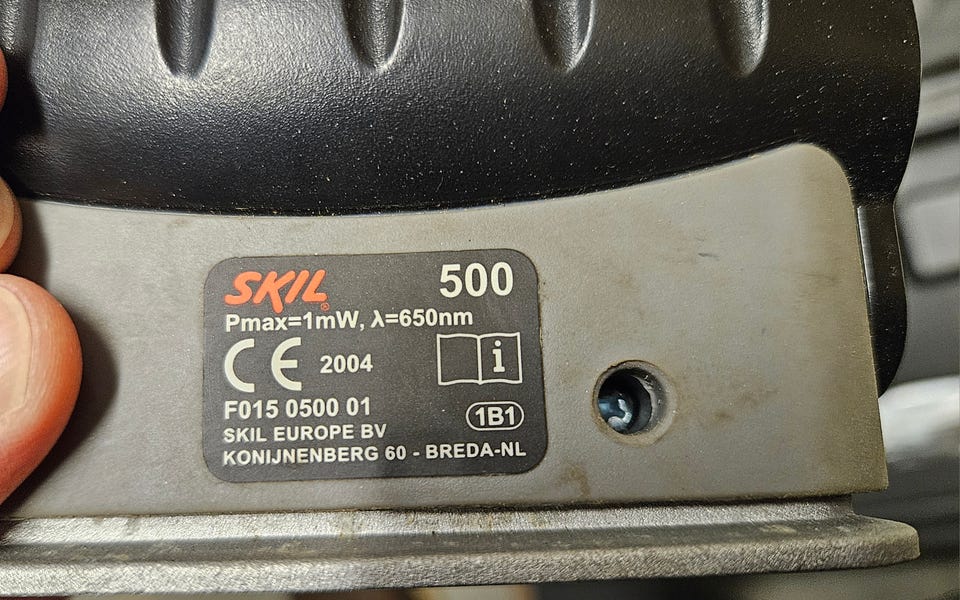 SKIL® 500
Pmax=1mW, λ=650nm
CE 2004 i
F015 0500 01 1B1
SKIL EUROPE BV
KONIJNENBERG 60 - BREDA-NL